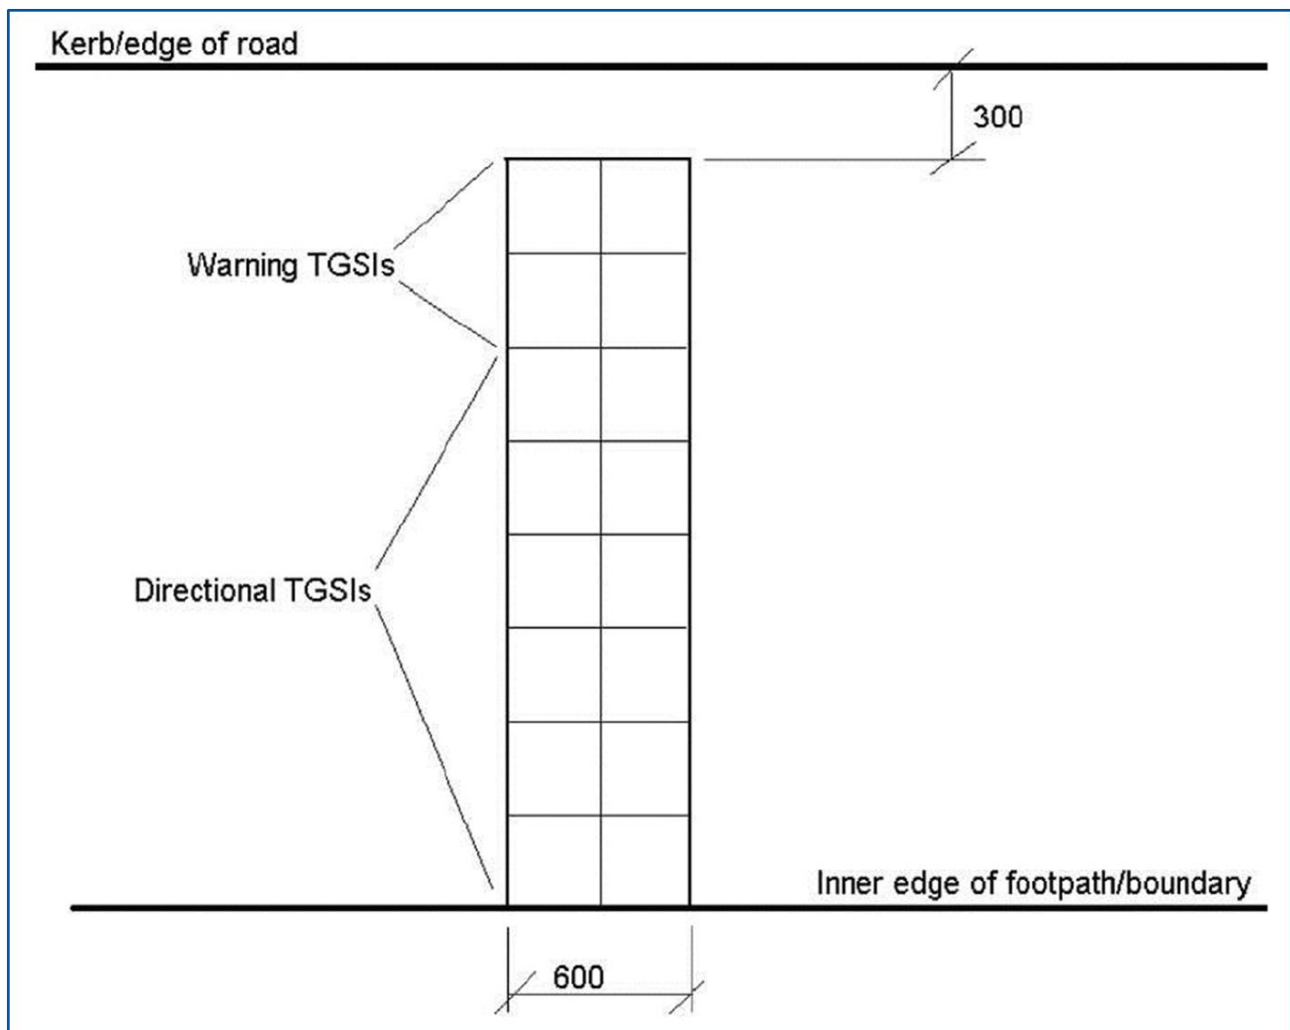 Kerb/edge of road
300
Warning TGSIs
Directional TGSIs
Inner edge of footpath/boundary
600